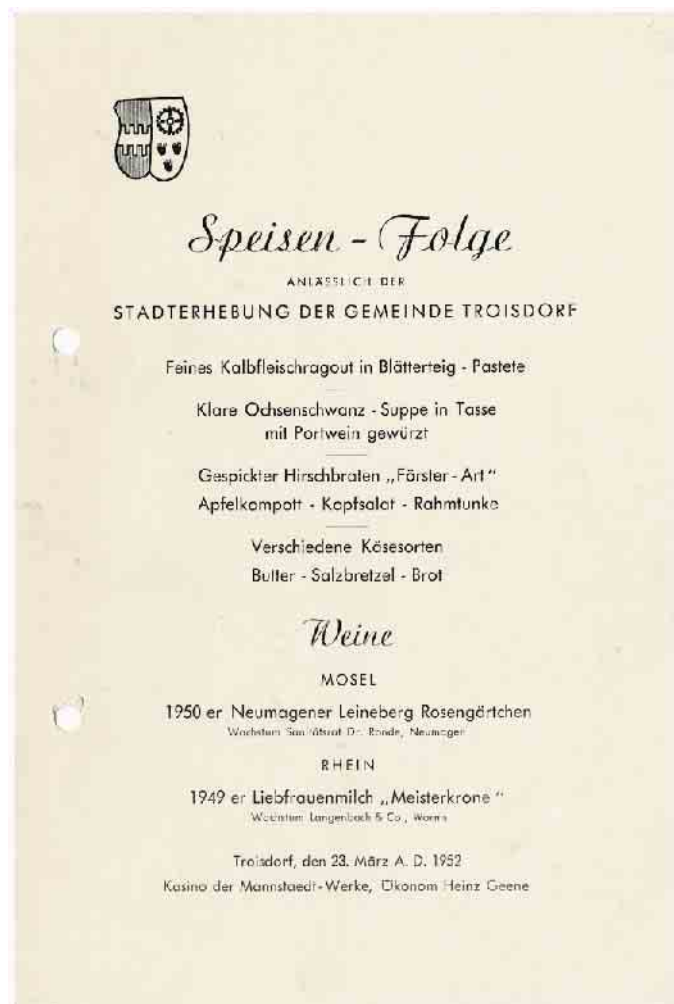 Speisen - Folge
ANLÄSSLICH DER
STADTERHEBUNG DER GEMEINDE TROISDORF
Feines Kalbfleischragout in Blätterteig - Pastete
Klare Ochsenschwanz - Suppe in Tasse
mit Portwein gewürzt
Gespickter Hirschbraten „Förster - Art“
Apfelkompott - Kopfsalat - Rahmtunke
Verschiedene Käsesorten
Butter - Salzbretzel - Brot
Weine
MOSEL
1950 er Neumagener Leineberg Rosengärtchen
Wachstum Sanitätsrat Dr. Ronde, Neumagen
RHEIN
1949 er Liebfrauenmilch „Meisterkrone“
Wachstum Langenbach & Co., Worms
Troisdorf, den 23. März A. D. 1952
Kasino der Mannstaedt-Werke, Ökonom Heinz Geene